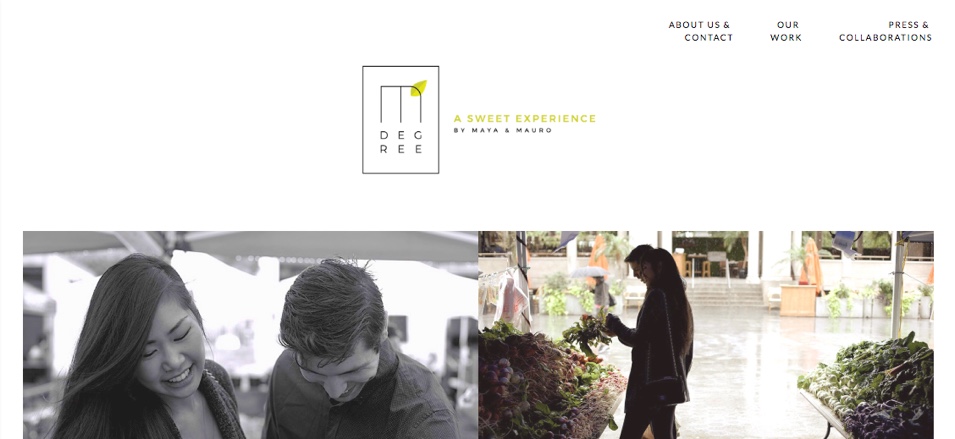 ABOUT US &
CONTACT
OUR
WORK
PRESS &
COLLABORATIONS
DEG
REE
A SWEET EXPERIENCE
BY MAYA & MAURO